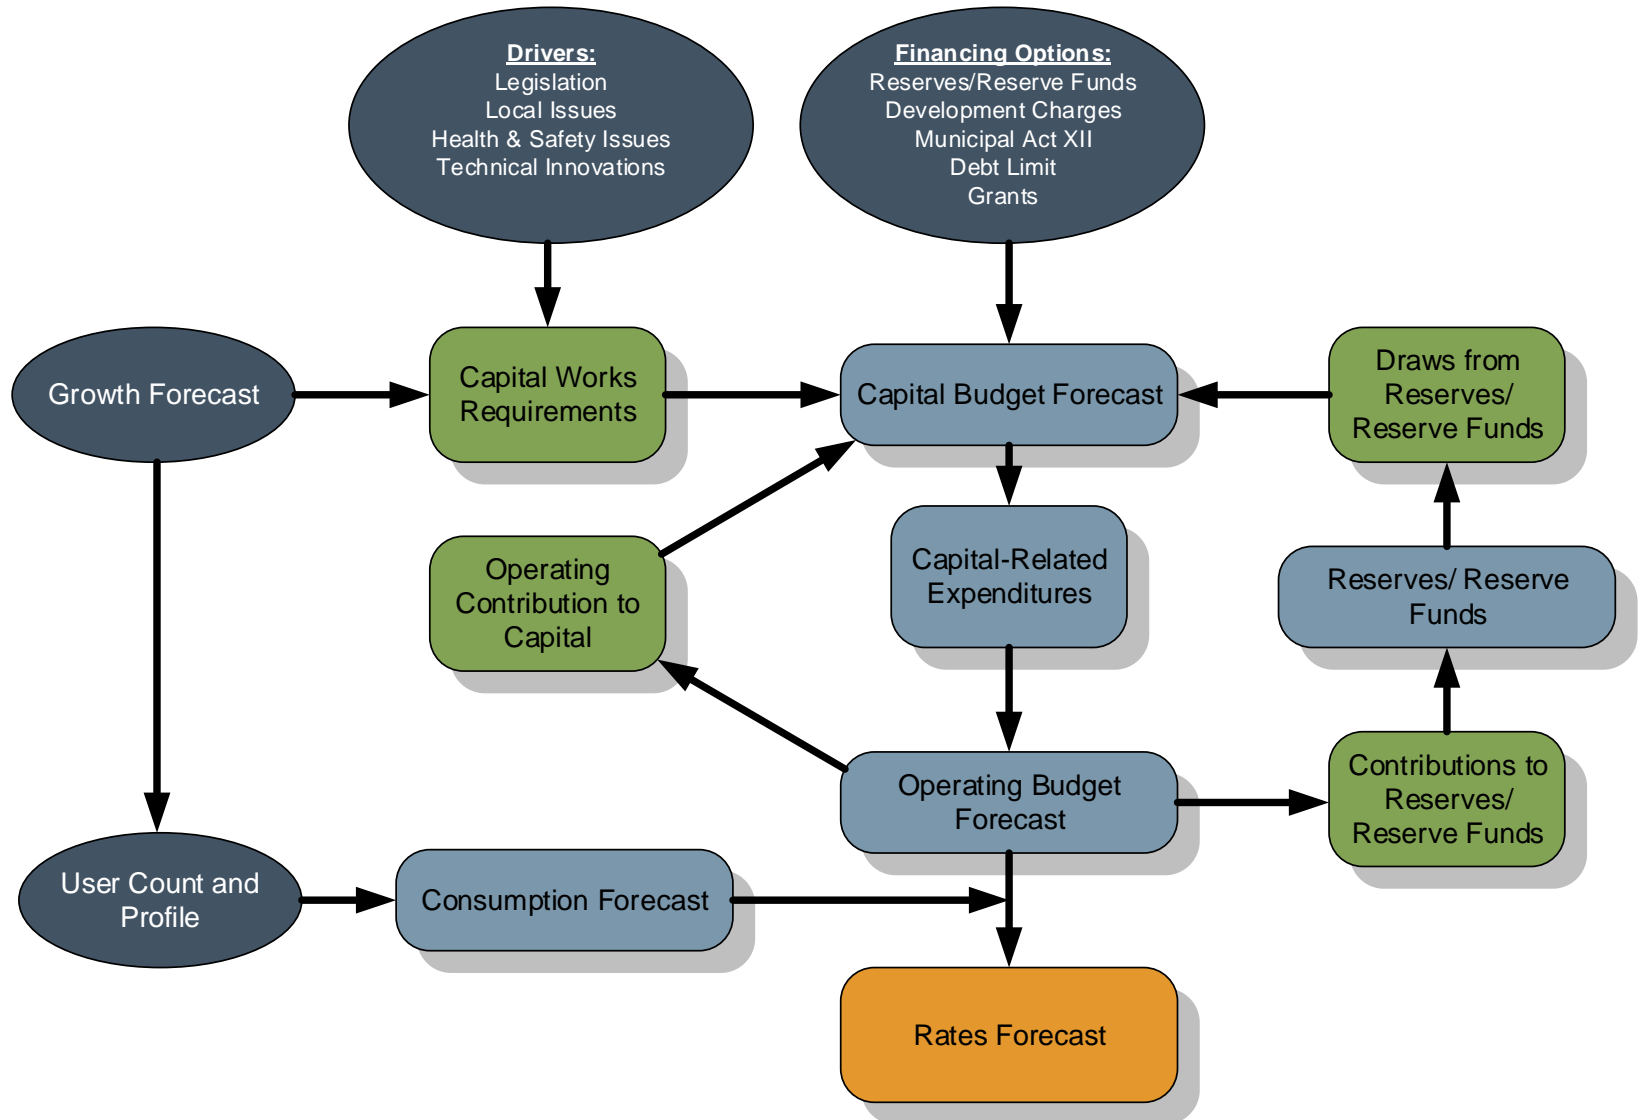 Drivers:
Legislation
Local Issues
Health & Safety Issues
Technical Innovations
Financing Options:
Reserves/Reserve Funds
Development Charges
Municipal Act XII
Debt Limit
Grants
Growth Forecast
Capital Works
Requirements
Capital Budget Forecast
Draws from
Reserves/
Reserve Funds
Operating
Contribution to
Capital
Capital-Related
Expenditures
Reserves/ Reserve
Funds
Operating Budget
Forecast
Contributions to
Reserves/
Reserve Funds
User Count and
Profile
Consumption Forecast
Rates Forecast